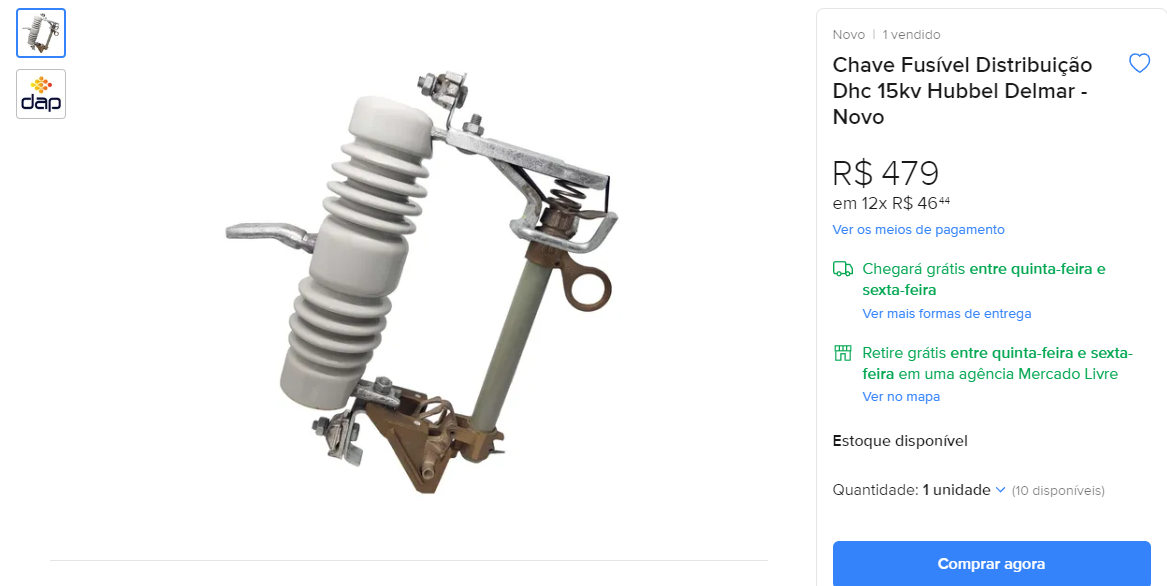 dap
Novo | 1 vendido
Chave Fusível Distribuição
Dhc 15kv Hubbel Delmar -
Novo
R$ 479
em 12x R$ 46⁴⁴
Ver os meios de pagamento
Chegará grátis entre quinta-feira e
sexta-feira
Ver mais formas de entrega
Retire grátis entre quinta-feira e sexta-
feira em uma agência Mercado Livre
Ver no mapa
Estoque disponível
Quantidade: 1 unidade (10 disponíveis)
Comprar agora